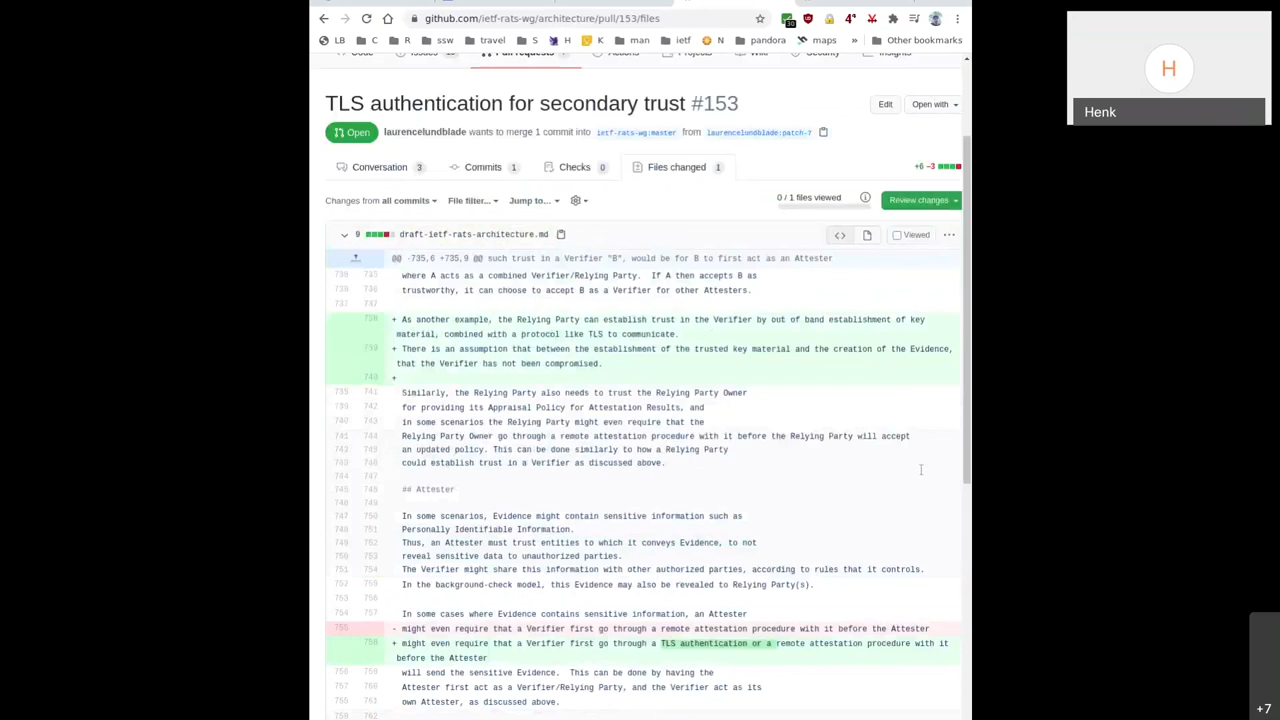 github.com/ietf-rats-wg/architecture/pull/153/files
LB C R ssw travel S H K man ietf N pandora maps » Other bookmarks
Code Issues Pull requests Actions Projects Wiki Security Insights
TLS authentication for secondary trust #153
Edit
Open with
Open
laurencelundblade wants to merge 1 commit into ietf-rats-wg:master from laurencelundblade:patch-7
Conversation 3 Commits 1 Checks 0 Files changed 1 +6 −3
Changes from all commits File filter... Jump to... 0 / 1 files viewed Review changes
9 draft-ietf-rats-architecture.md Viewed ...
@@ -735,6 +735,9 @@ such trust in a Verifier "B", would be for B to first act as an Attester
where A acts as a combined Verifier/Relying Party. If A then accepts B as
trustworthy, it can choose to accept B as a Verifier for other Attesters.
+ As another example, the Relying Party can establish trust in the Verifier by out of band establishment of key
material, combined with a protocol like TLS to communicate.
+ There is an assumption that between the establishment of the trusted key material and the creation of the Evidence,
that the Verifier has not been compromised.
+
Similarly, the Relying Party also needs to trust the Relying Party Owner
for providing its Appraisal Policy for Attestation Results, and
in some scenarios the Relying Party might even require that the
Relying Party Owner go through a remote attestation procedure with it before the Relying Party will accept
an updated policy. This can be done similarly to how a Relying Party
could establish trust in a Verifier as discussed above.
## Attester
In some scenarios, Evidence might contain sensitive information such as
Personally Identifiable Information.
Thus, an Attester must trust entities to which it conveys Evidence, to not
reveal sensitive data to unauthorized parties.
The Verifier might share this information with other authorized parties, according to rules that it controls.
In the background-check model, this Evidence may also be revealed to Relying Party(s).
In some cases where Evidence contains sensitive information, an Attester
- might even require that a Verifier first go through a remote attestation procedure with it before the Attester
+ might even require that a Verifier first go through a TLS authentication or a remote attestation procedure with it
before the Attester
will send the sensitive Evidence. This can be done by having the
Attester first act as a Verifier/Relying Party, and the Verifier act as its
own Attester, as discussed above.
H
Henk
+7